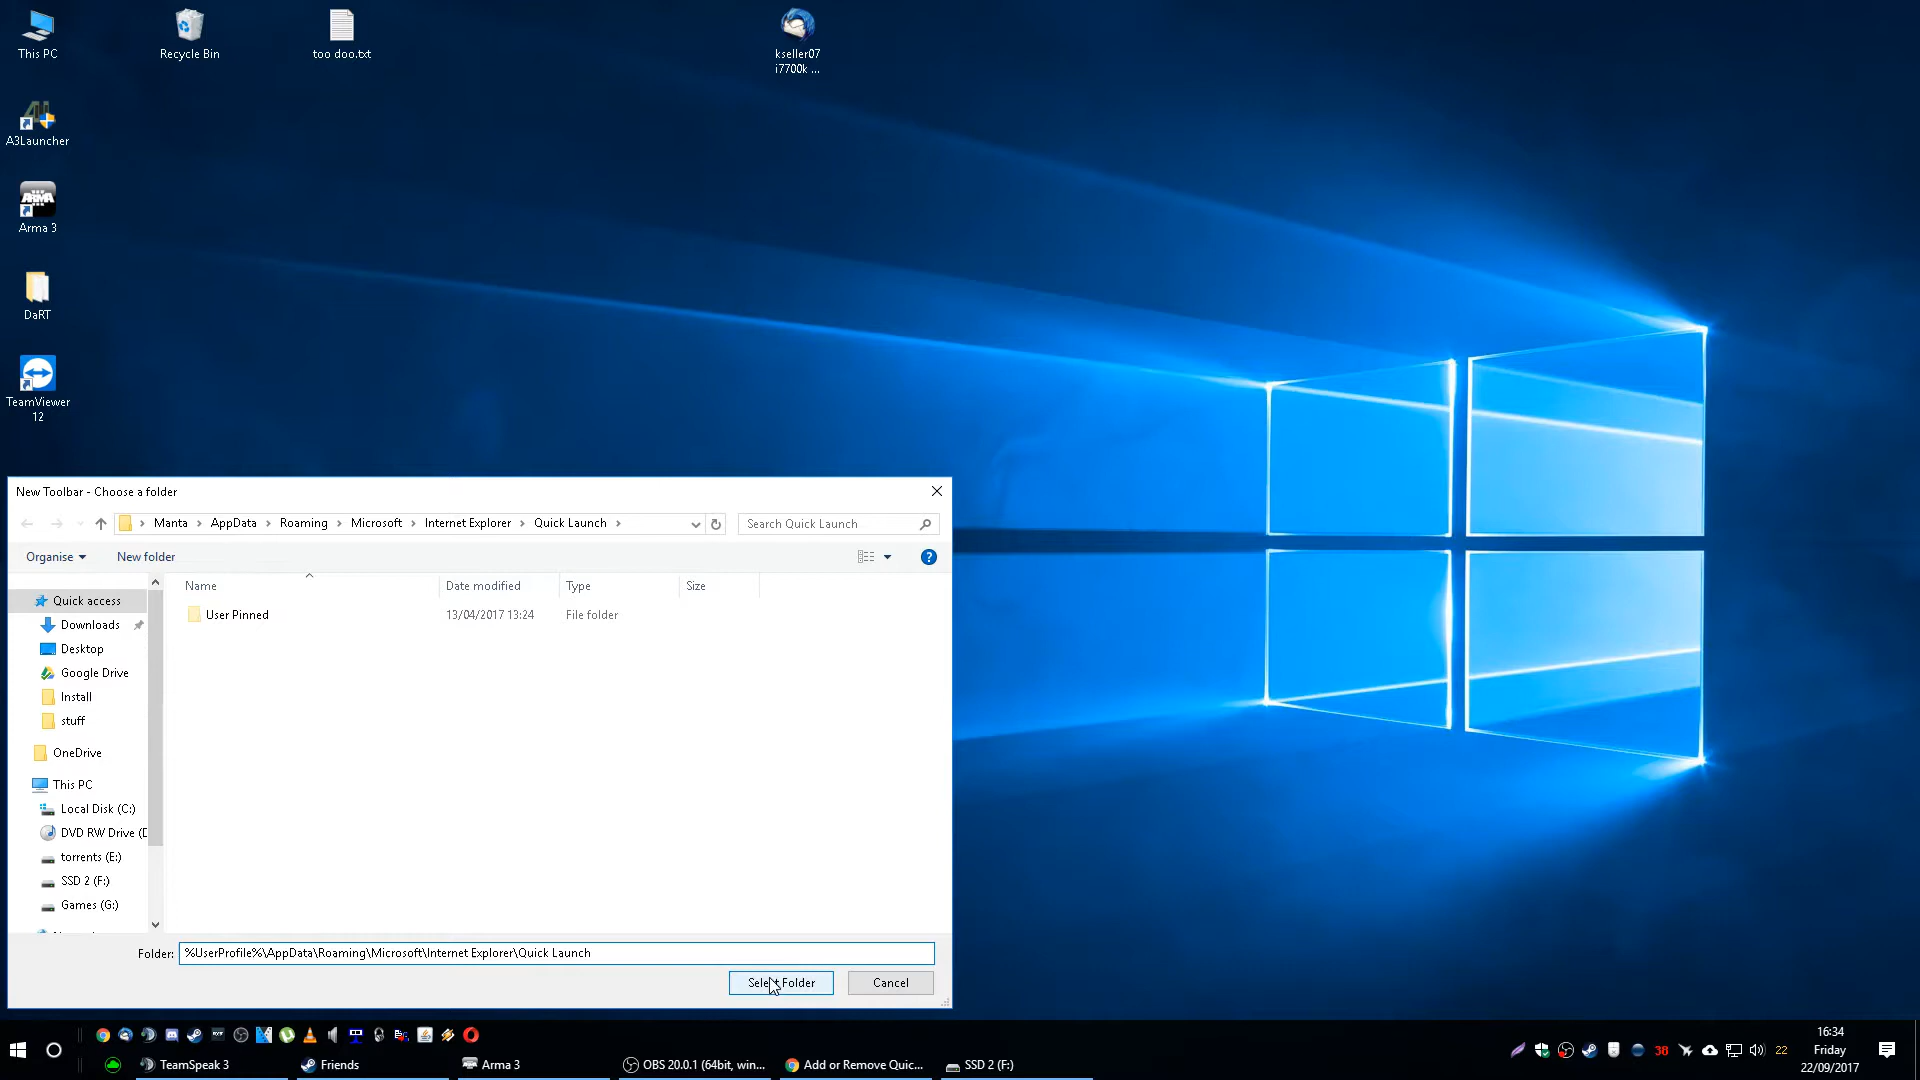 This PC
Recycle Bin
too doo.txt
kseller07
i7700k ...
A3Launcher
ARMA
Arma 3
DaRT
TeamViewer
12
New Toolbar - Choose a folder
Manta > AppData > Roaming > Microsoft > Internet Explorer > Quick Launch >
Search Quick Launch
Organise
New folder
Name
Date modified
Type
Size
Quick access
User Pinned
13/04/2017 13:24
File folder
Downloads
Desktop
Google Drive
Install
stuff
OneDrive
This PC
Local Disk (C:)
DVD RW Drive (D
torrents (E:)
SSD 2 (F:)
Games (G:)
Folder:
%UserProfile%\AppData\Roaming\Microsoft\Internet Explorer\Quick Launch
Select Folder
Cancel
TeamSpeak 3
Friends
Arma 3
OBS 20.0.1 (64bit, win...
Add or Remove Quic...
SSD 2 (F:)
38
22
16:34
Friday
22/09/2017